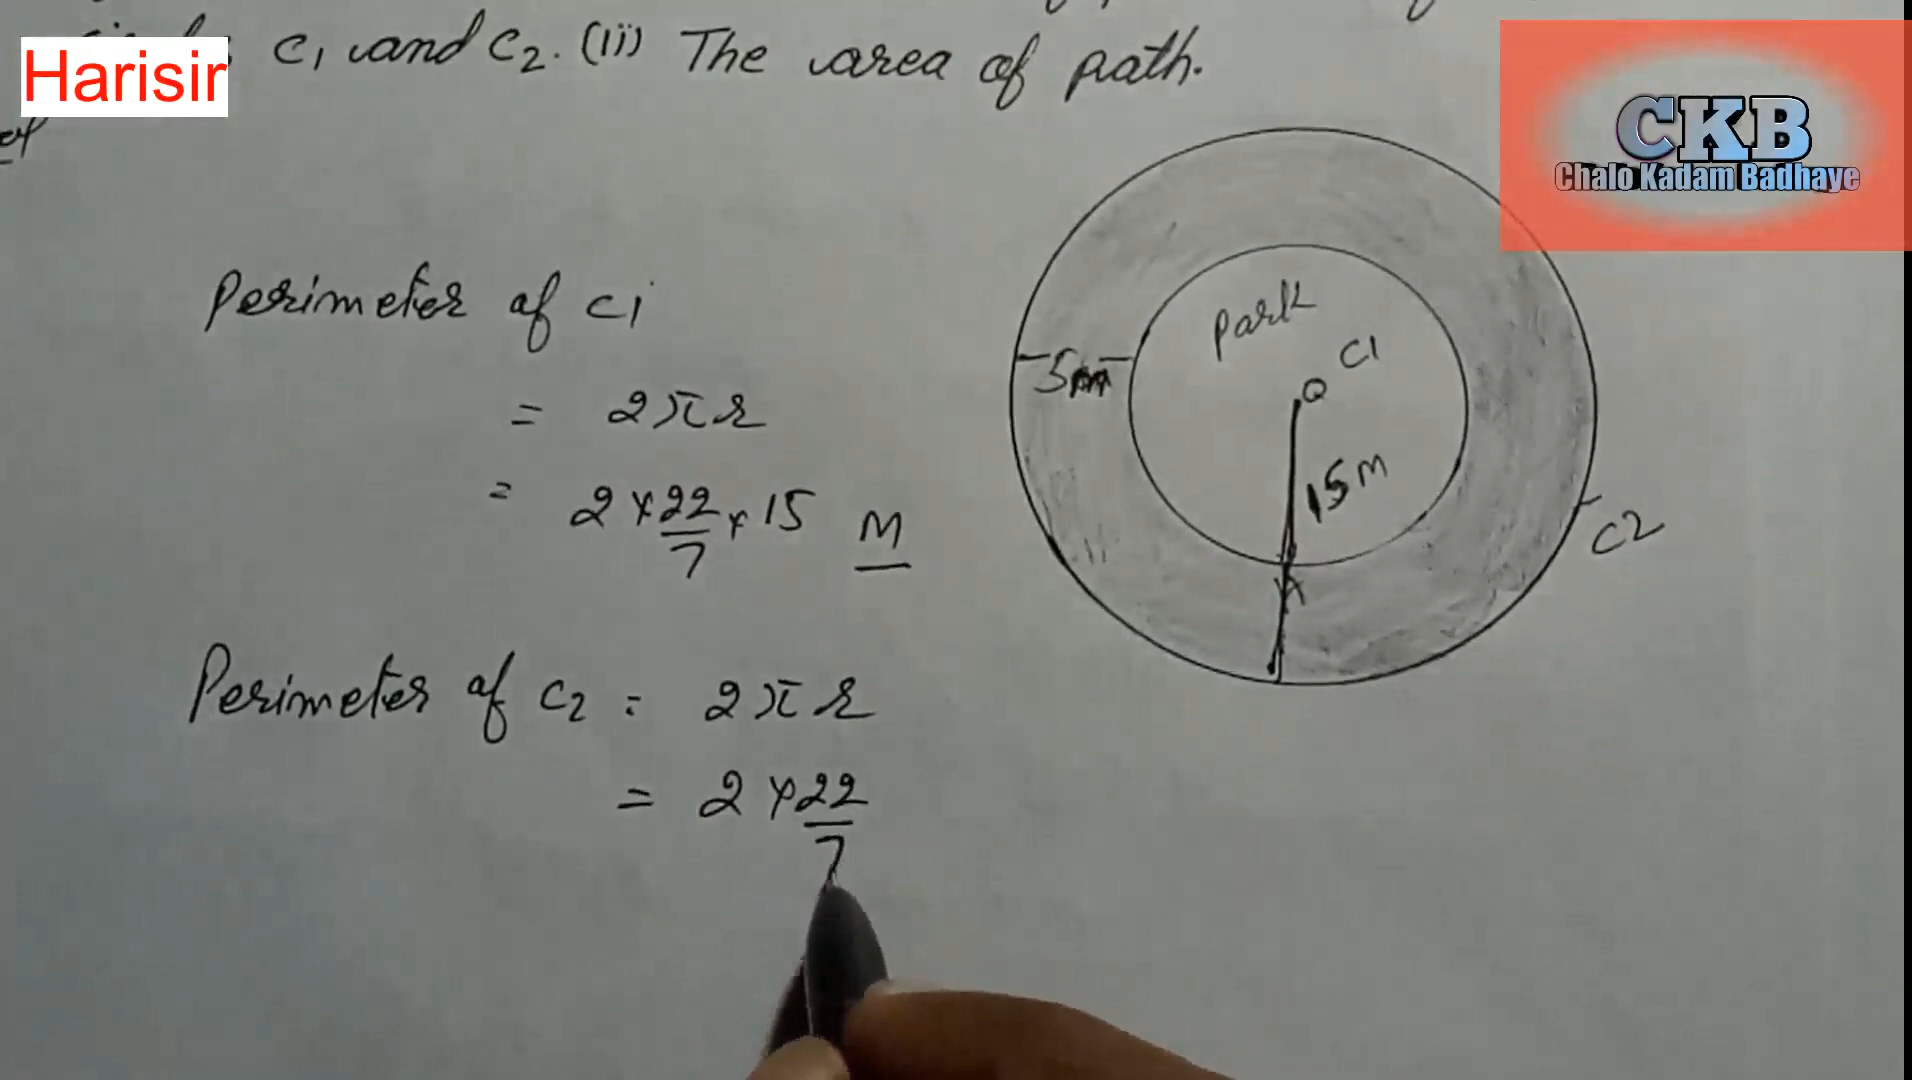 C1 and C2. (ii) The area of path.
Harisir
CKB
Chalo Kadam Badhaye
Perimeter of C1
= 2πr
= 2 × 22/7 × 15 M
Perimeter of C2 = 2πr
= 2 × 22/7
Park
C1
5m
O
15 M
A
C2